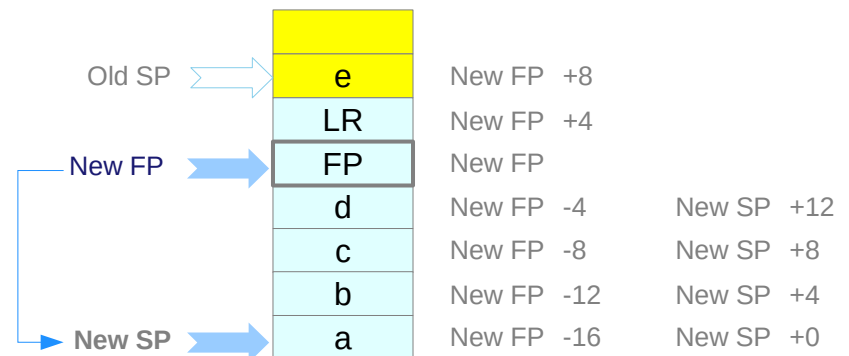 Old SP e New FP +8
LR New FP +4
New FP FP New FP
d New FP -4 New SP +12
c New FP -8 New SP +8
b New FP -12 New SP +4
New SP a New FP -16 New SP +0